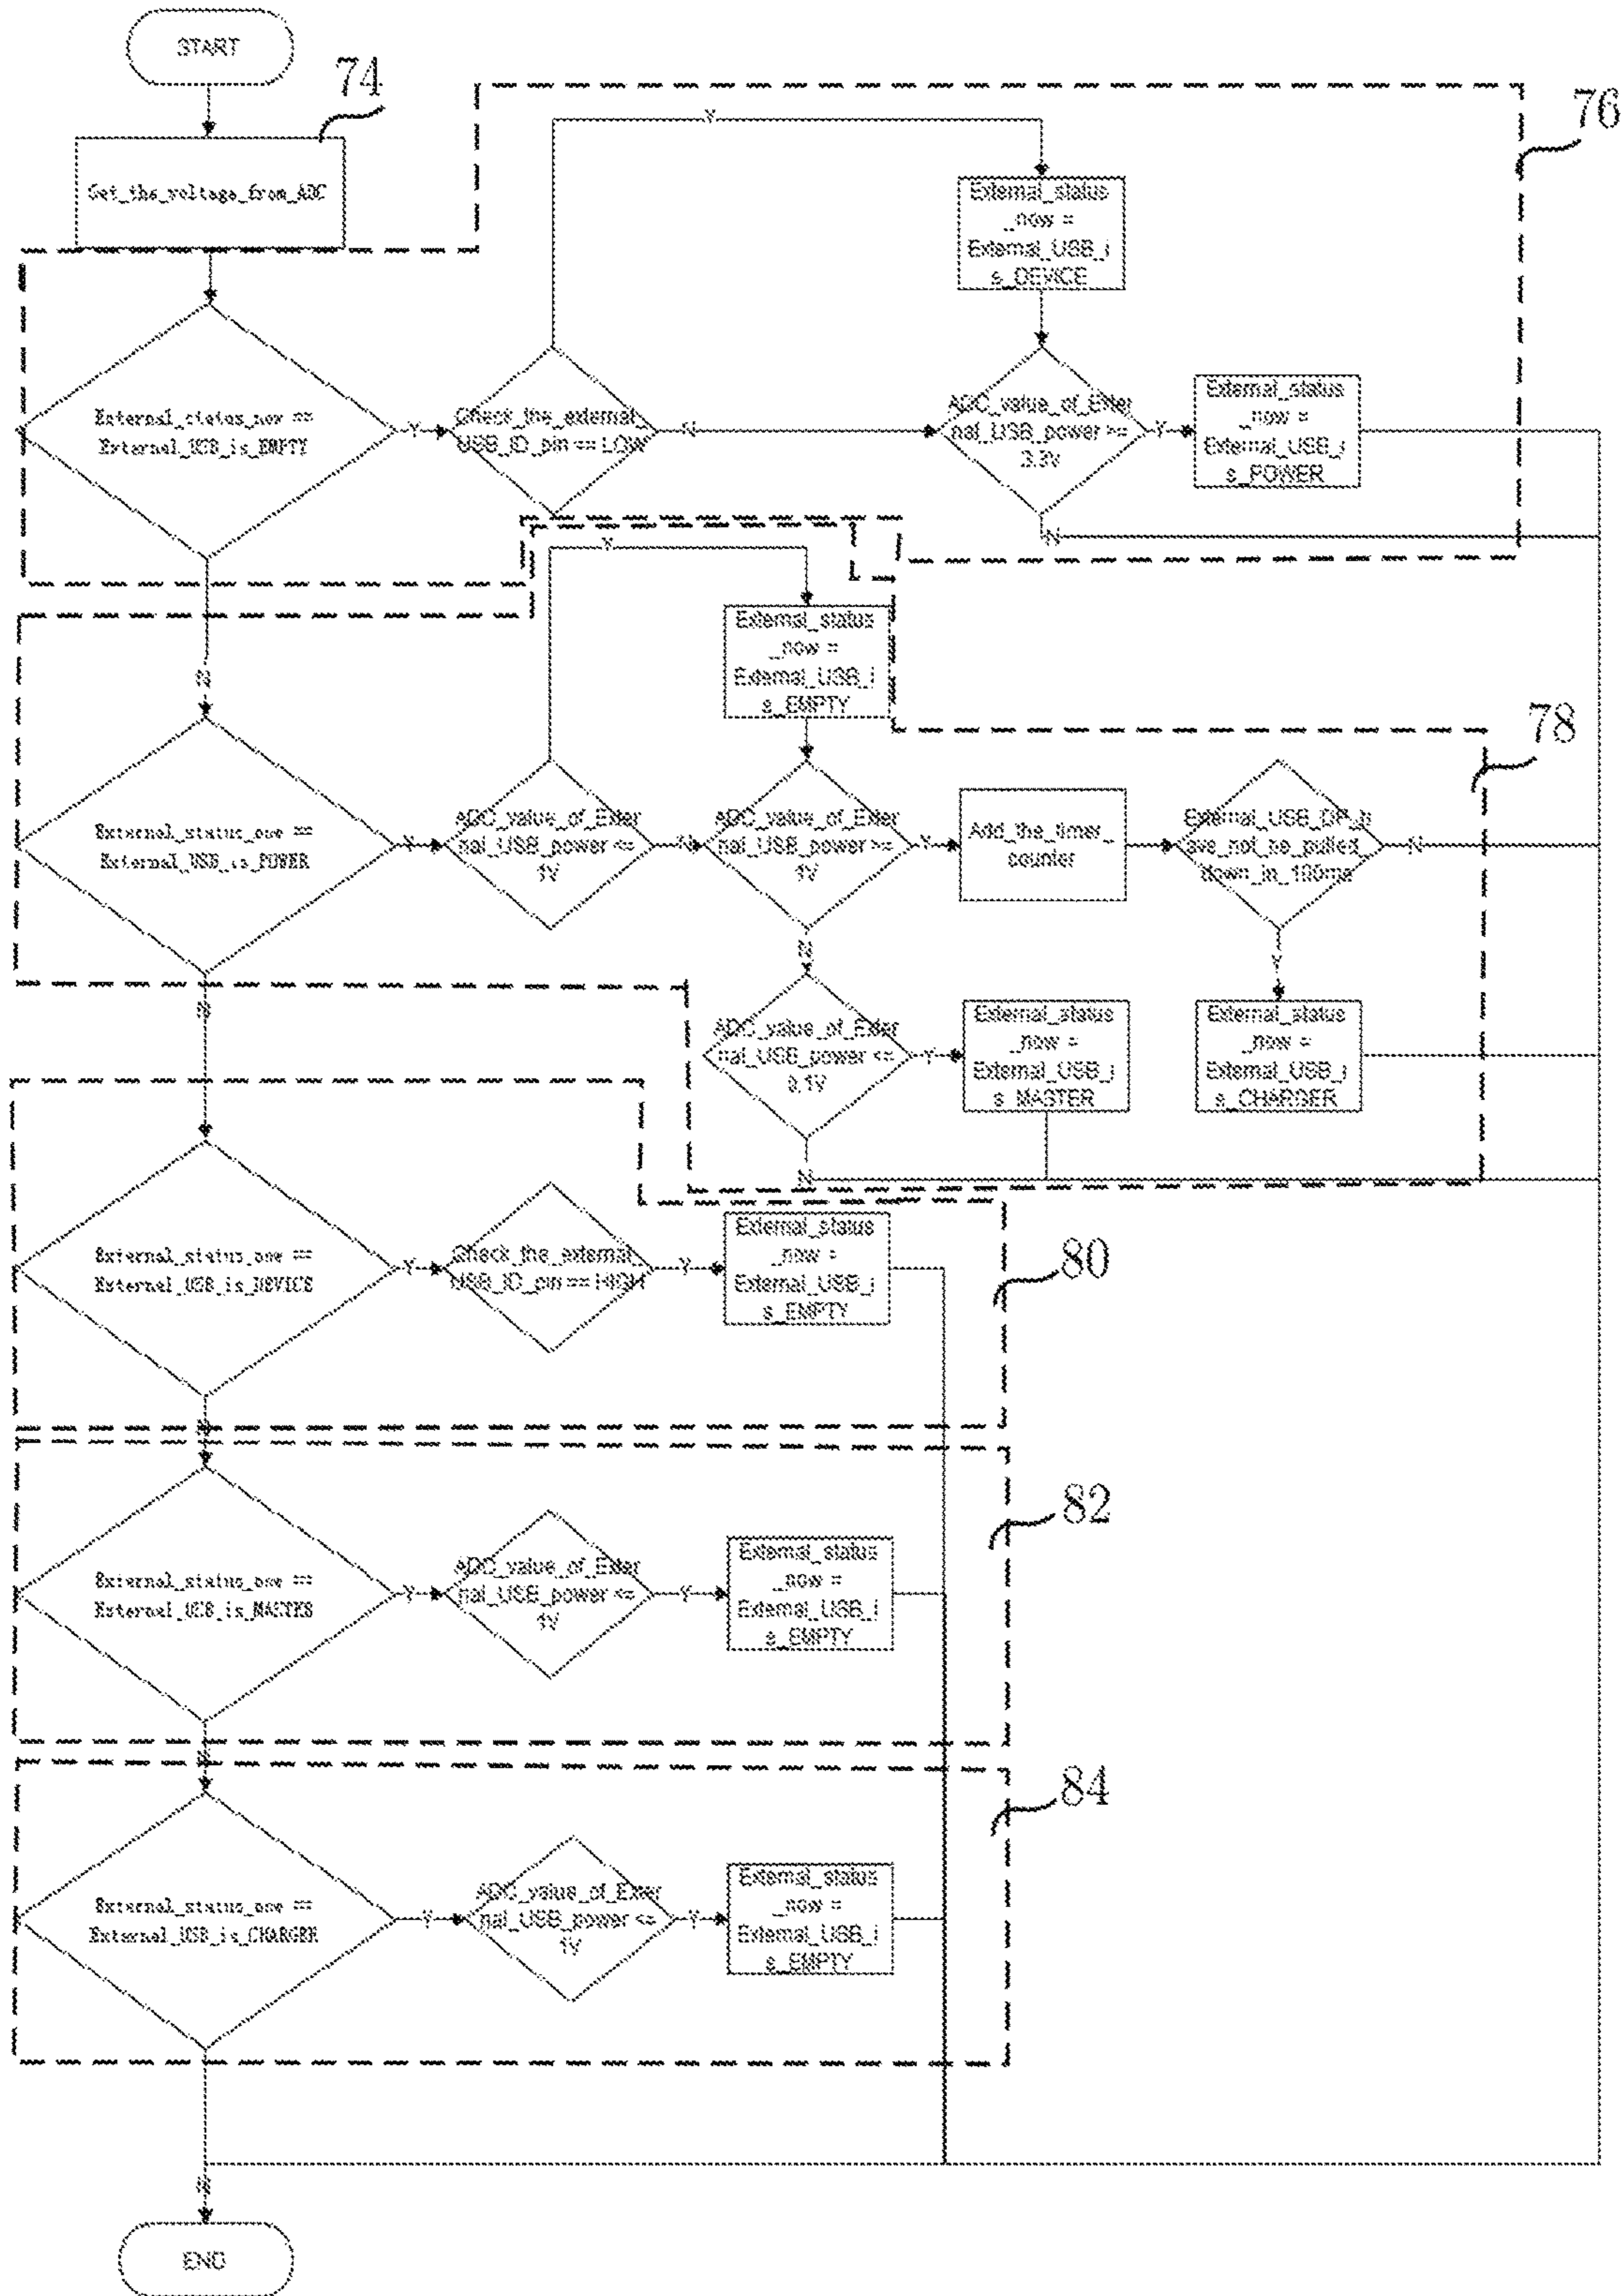 START
74
76
Get_the_voltage_from_ADC
Y
External_status
_now =
External_USB_i
s_DEVICE
External_status_now ==
External_USB_is_EMPTY
Y
Check_the_external_
USB_ID_pin == LOW
N
ADC_value_of_Exter
nal_USB_power >=
3.3V
Y
External_status
_now =
External_USB_i
s_POWER
N
Y
External_status
_now =
External_USB_i
s_EMPTY
N
78
External_status_now ==
External_USB_is_POWER
Y
ADC_value_of_Exter
nal_USB_power <=
1V
N
ADC_value_of_Exter
nal_USB_power >=
1V
Y
Add_the_timer_
counter
External_USB_DP_h
ave_not_be_pulled_
down_in_100ms
N
N
Y
N
ADC_value_of_Exter
nal_USB_power <=
0.1V
Y
External_status
_now =
External_USB_i
s_MASTER
External_status
_now =
External_USB_i
s_CHARGER
N
External_status_now ==
External_USB_is_DEVICE
Y
Check_the_external_
USB_ID_pin == HIGH
Y
External_status
_now =
External_USB_i
s_EMPTY
80
N
External_status_now ==
External_USB_is_MASTER
Y
ADC_value_of_Exter
nal_USB_power <=
1V
Y
External_status
_now =
External_USB_i
s_EMPTY
82
N
External_status_now ==
External_USB_is_CHARGER
Y
ADC_value_of_Exter
nal_USB_power <=
1V
Y
External_status
_now =
External_USB_i
s_EMPTY
84
N
END